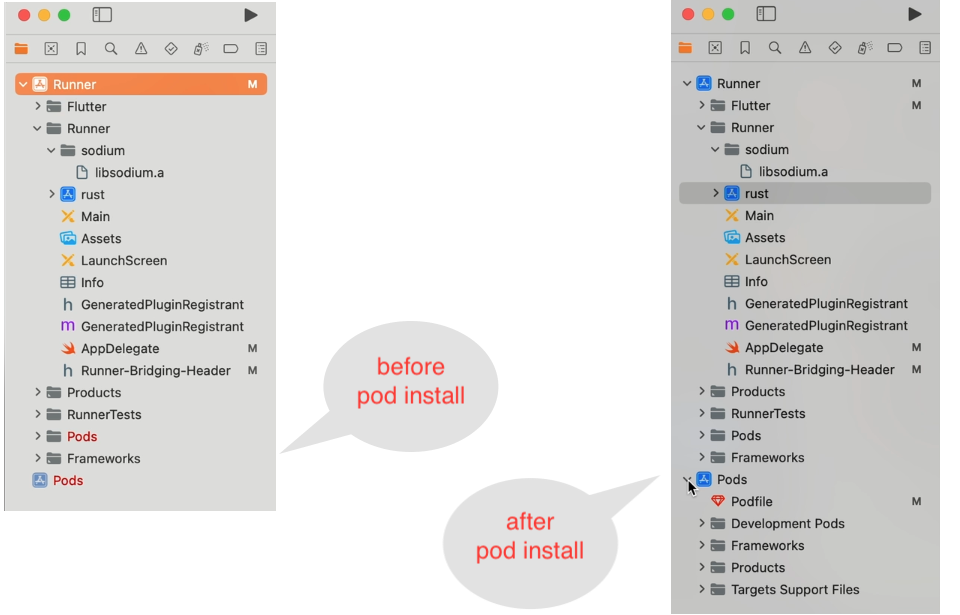 Runner M
Flutter
Runner
sodium
libsodium.a
rust
Main
Assets
LaunchScreen
Info
h GeneratedPluginRegistrant
m GeneratedPluginRegistrant
AppDelegate M
h Runner-Bridging-Header M
Products
RunnerTests
Pods
Frameworks
Pods
before
pod install
after
pod install
Runner M
Flutter M
Runner
sodium
libsodium.a
rust
Main
Assets
LaunchScreen
Info
h GeneratedPluginRegistrant
m GeneratedPluginRegistrant
AppDelegate M
h Runner-Bridging-Header M
Products
RunnerTests
Pods
Frameworks
Pods
Podfile M
Development Pods
Frameworks
Products
Targets Support Files